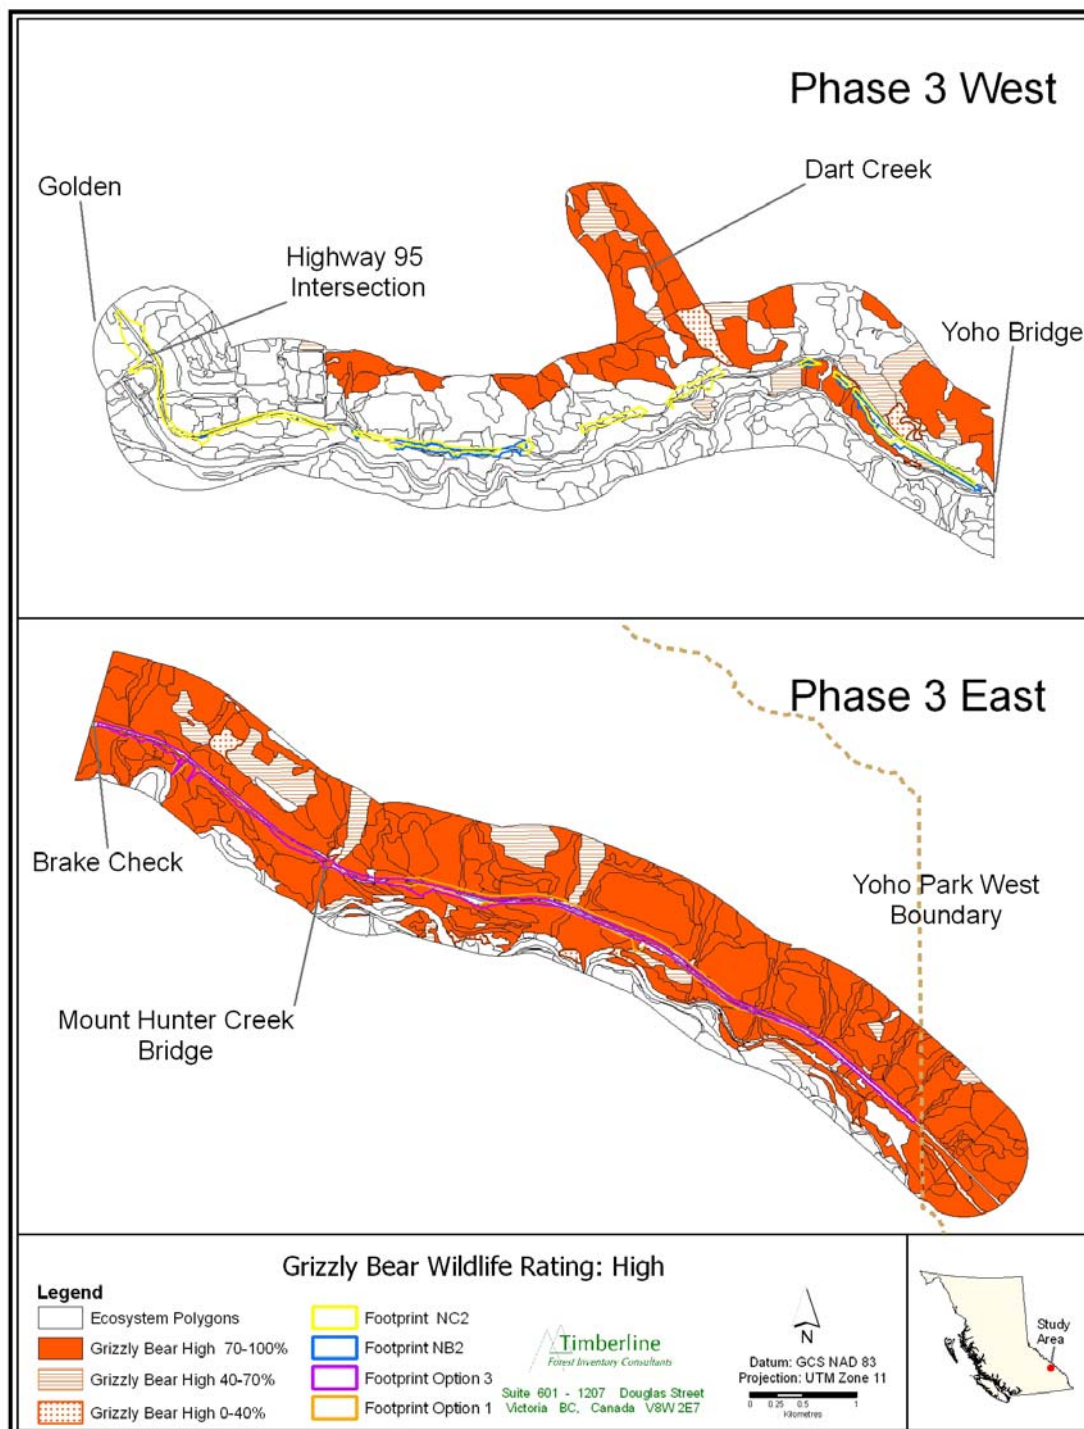 Phase 3 West
Golden
Dart Creek
Highway 95
Intersection
Yoho Bridge
Phase 3 East
Brake Check
Yoho Park West
Boundary
Mount Hunter Creek
Bridge
Grizzly Bear Wildlife Rating: High
Legend
Ecosystem Polygons
Grizzly Bear High 70-100%
Grizzly Bear High 40-70%
Grizzly Bear High 0-40%
Footprint NC2
Footprint NB2
Footprint Option 3
Footprint Option 1
Timberline
Forest Inventory Consultants
Suite 601 - 1207 Douglas Street
Victoria BC, Canada V8W 2E7
N
Datum: GCS NAD 83
Projection: UTM Zone 11
0 0.25 0.5 1
Kilometres
Study
Area